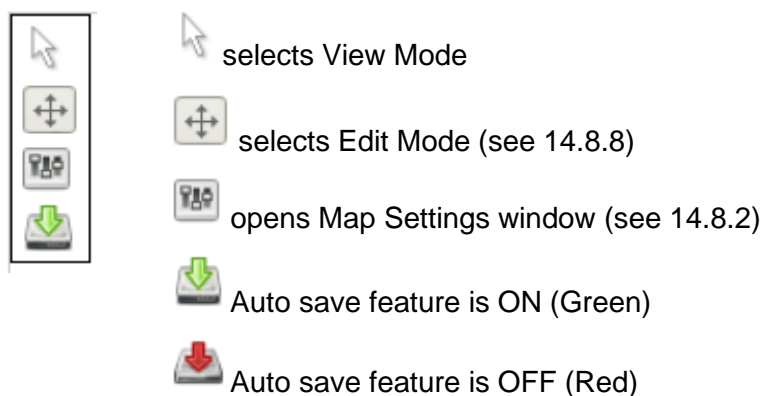 selects View Mode
selects Edit Mode (see 14.8.8)
opens Map Settings window (see 14.8.2)
Auto save feature is ON (Green)
Auto save feature is OFF (Red)